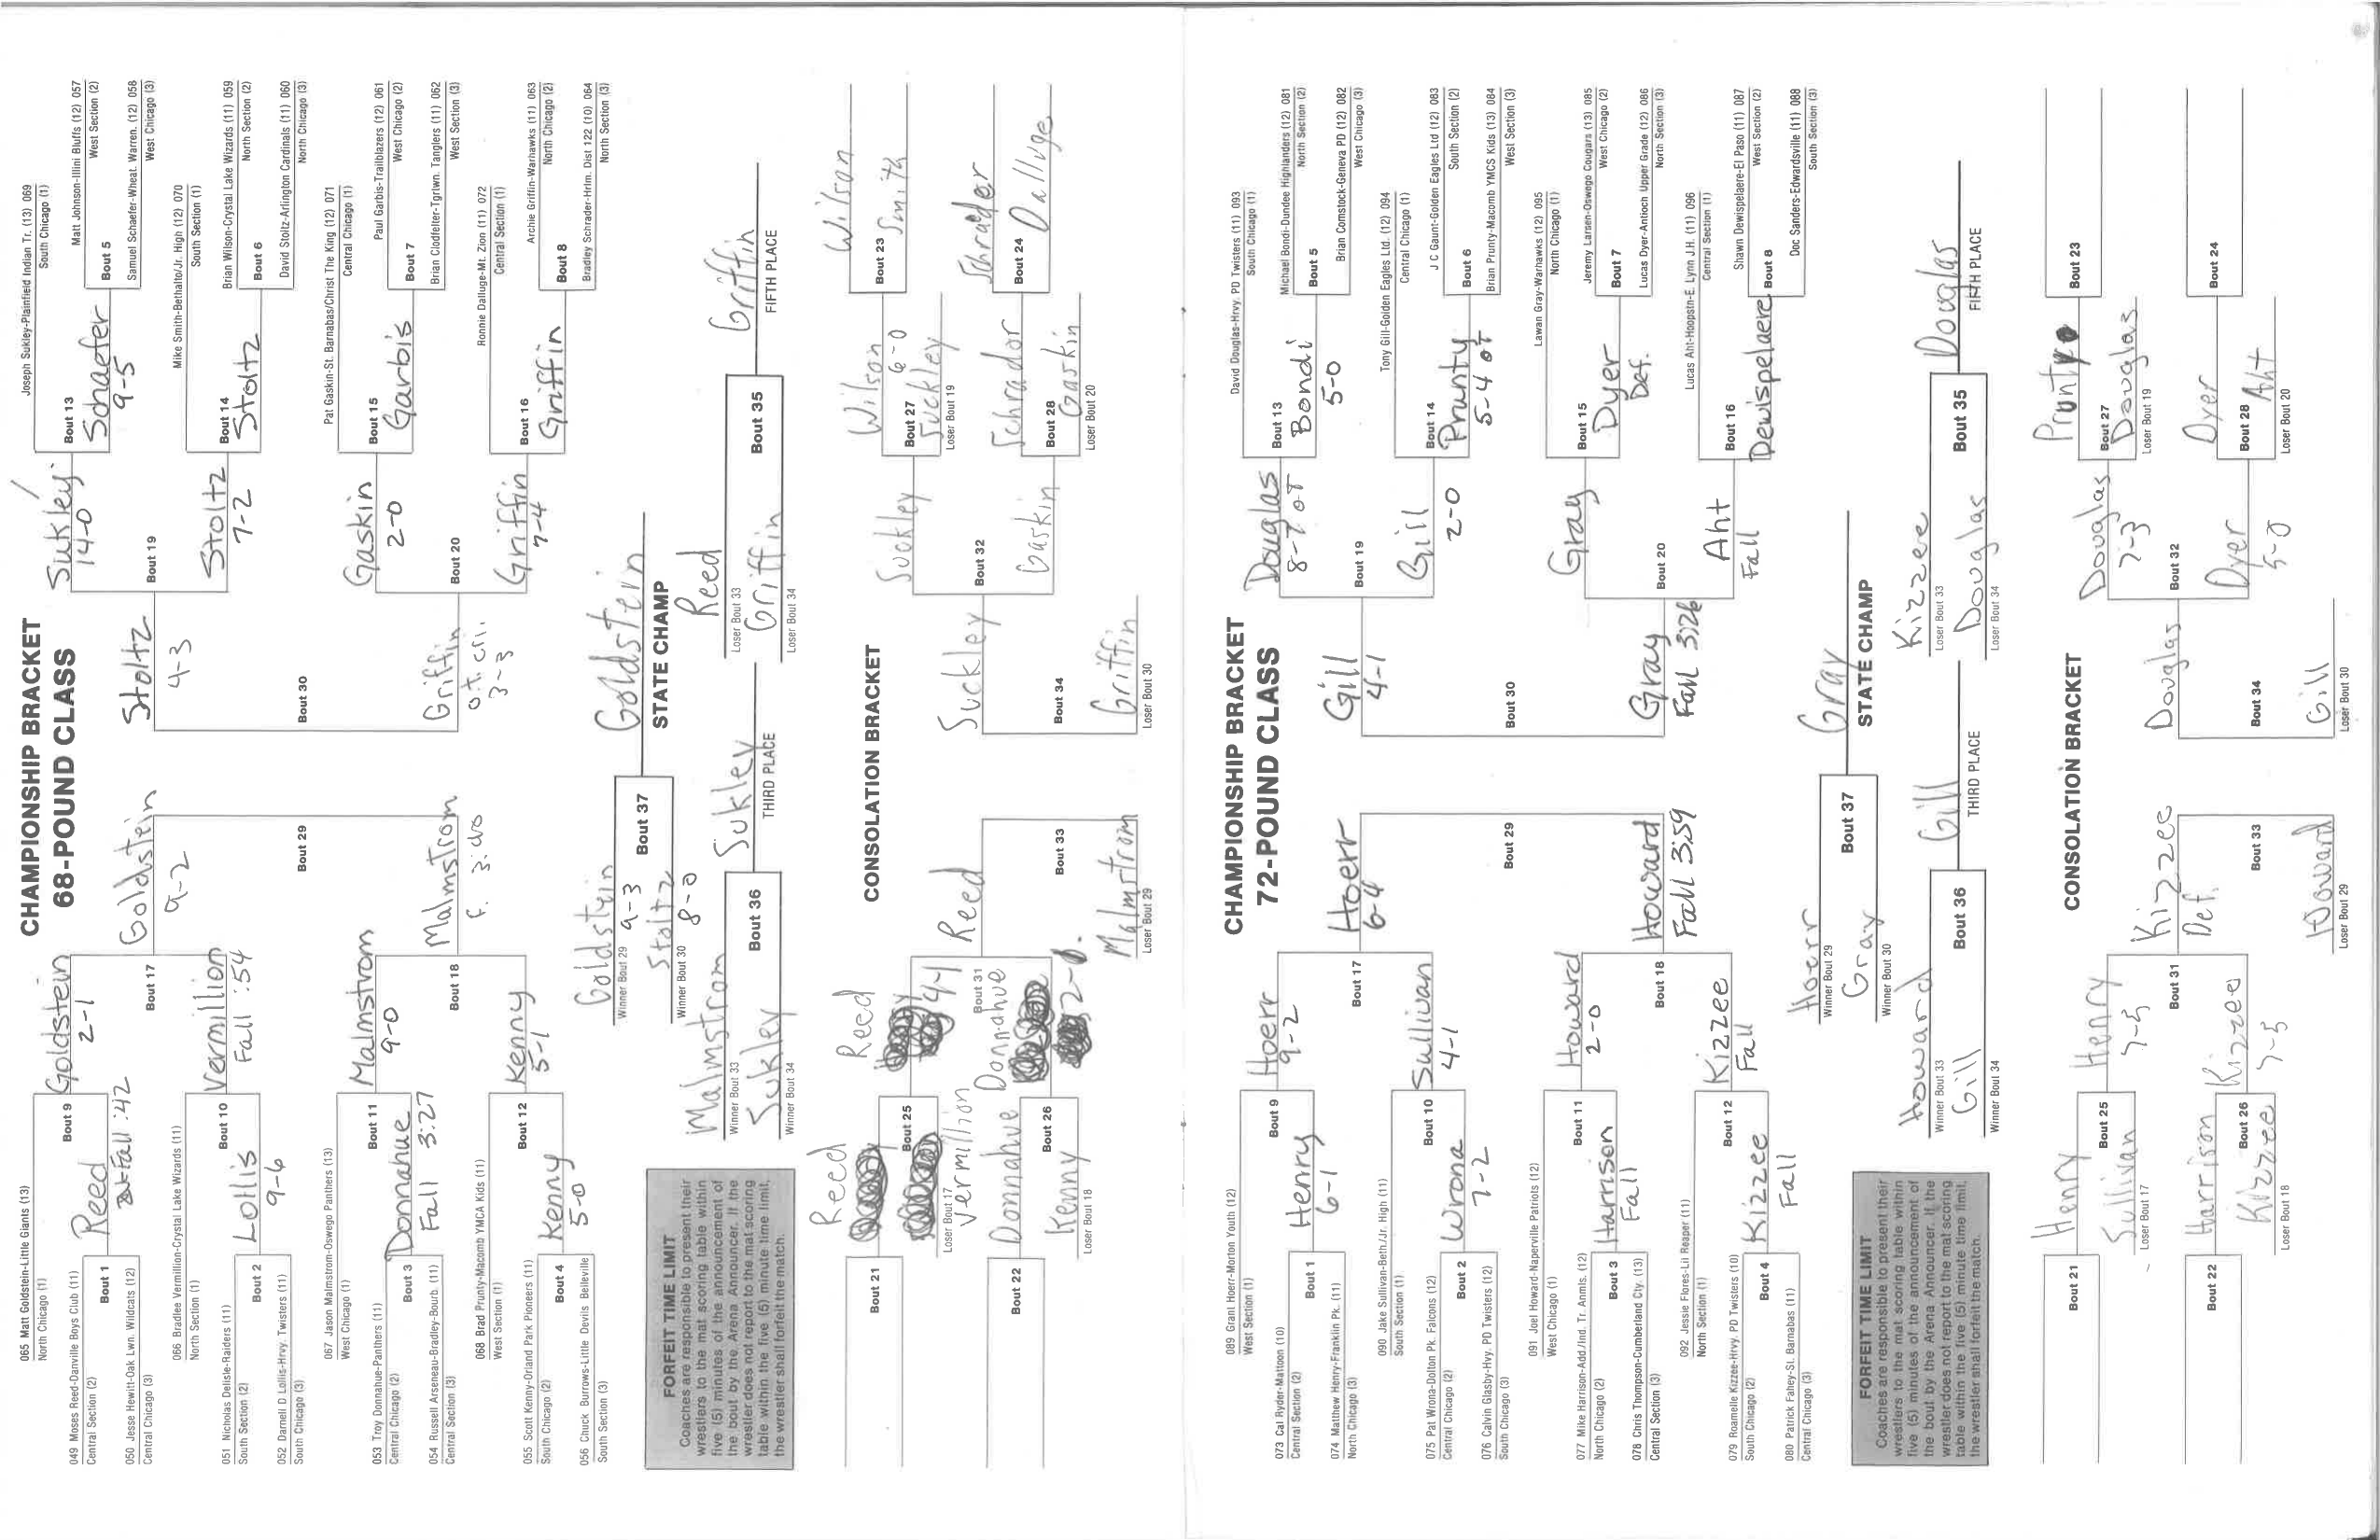 CHAMPIONSHIP BRACKET
68-POUND CLASS
065 Matt Goldstein-Little Giants (13)
North Chicago (1)
049 Moses Reed-Danville Boys Club (11)
Central Section (2)
Bout 1
050 Jesse Hewitt-Oak Lwn. Wildcats (12)
Central Chicago (3)
Bout 9
Reed
Fall :42
Goldstein
2-1
066 Bradlee Vermillion-Crystal Lake Wizards (11)
North Section (1)
051 Nicholas Delisle-Raiders (11)
South Section (2)
Bout 2
052 Darnell D Lollis-Hrvy. Twisters (11)
South Chicago (3)
Bout 10
Lollis
9-6
Vermillion
Fall :54
Bout 17
Goldstein
9-2
067 Jason Malmstrom-Oswego Panthers (13)
West Chicago (1)
053 Troy Donnahue-Panthers (11)
Central Chicago (2)
Bout 3
054 Russell Arseneau-Bradley-Bourb. (11)
Central Section (3)
Bout 11
Donnahue
Fall 3:27
Malmstrom
9-0
068 Brad Prunty-Macomb YMCA Kids (11)
West Section (1)
055 Scott Kenny-Orland Park Pioneers (11)
South Chicago (2)
Bout 4
056 Chuck Burrows-Little Devils Belleville
South Section (3)
Bout 12
Kenny
5-0
Kenny
5-1
Bout 18
Malmstrom
Bout 29
Joseph Sukley-Plainfield Indian Tr. (13) 069
South Chicago (1)
Matt Johnson-Illini Bluffs (12) 057
West Section (2)
Bout 5
Samuel Schaefer-Wheat. Warren. (12) 058
West Chicago (3)
Bout 13
Schaefer
9-5
Sukley
14-0
Mike Smith-Bethalto/Jr. High (12) 070
South Section (1)
Brian Wilson-Crystal Lake Wizards (11) 059
North Section (2)
Bout 6
David Stoltz-Arlington Cardinals (11) 060
North Chicago (3)
Bout 14
Stoltz
Stoltz
7-2
Bout 19
Stoltz
4-3
Pat Gaskin-St. Barnabas/Christ The King (12) 071
Central Chicago (1)
Paul Garbis-Trailblazers (12) 061
West Chicago (2)
Bout 7
Brian Clodfelter-Tgrlwn. Tanglers (11) 062
West Section (3)
Bout 15
Garbis
Gaskin
2-0
Ronnie Dalluge-Mt. Zion (11) 072
Central Section (1)
Archie Griffin-Warhawks (11) 063
North Chicago (2)
Bout 8
Bradley Schrader-Hrlm. Dist 122 (10) 064
North Section (3)
Bout 16
Griffin
Griffin
7-4
Bout 20
Griffin
o.t. cri.
3-3
Bout 30
Goldstein
Winner Bout 29
9-3
Bout 37
Stoltz
Winner Bout 30
8-0
Goldstein
STATE CHAMP
Malmstrom
Winner Bout 33
Bout 36
Sukley
Winner Bout 34
Sukley
THIRD PLACE
Reed
Loser Bout 33
Bout 35
Griffin
Loser Bout 34
Griffin
FIFTH PLACE
FORFEIT TIME LIMIT
Coaches are responsible to present their
wrestlers to the mat scoring table within
five (5) minutes of the announcement of
the bout by the Arena Announcer. If the
wrestler does not report to the mat scoring
table within the five (5) minute time limit,
the wrestler shall forfeit the match.
CONSOLATION BRACKET
Bout 21
Reed
Bout 25
Loser Bout 17
Vermillion
Reed
4-1
Bout 22
Donnahue
Bout 26
Kenny
Loser Bout 18
Bout 31
Donnahue
2-0
Reed
Bout 33
Malmstrom
Loser Bout 29
Wilson
Bout 23
Smith
Wilson
6-0
Bout 27
Suckley
Loser Bout 19
Suckley
Schrader
Bout 24
Dalluge
Schrador
Bout 28
Gaskin
Loser Bout 20
Gaskin
Bout 32
Suckley
Bout 34
Griffin
Loser Bout 30
CHAMPIONSHIP BRACKET
72-POUND CLASS
089 Grant Hoerr-Morton Youth (12)
West Section (1)
073 Cal Ryder-Mattoon (10)
Central Section (2)
Bout 1
074 Matthew Henry-Franklin Pk. (11)
North Chicago (3)
Bout 9
Henry
6-1
Hoerr
9-2
090 Jake Sullivan-Beth./Jr. High (11)
South Section (1)
075 Pat Wrona-Dolton Pk. Falcons (12)
Central Chicago (2)
Bout 2
076 Calvin Glasby-Hvy. PD Twisters (12)
South Chicago (3)
Bout 10
Wrona
7-2
Sullivan
4-1
Bout 17
Hoerr
6-4
091 Joel Howard-Naperville Patriots (12)
West Chicago (1)
077 Mike Harrison-Add./Ind. Tr. Anmls. (12)
North Chicago (2)
Bout 3
078 Chris Thompson-Cumberland Cty. (13)
Central Section (3)
Bout 11
Harrison
Fall
Howard
2-0
092 Jessie Flores-Lil Reaper (11)
North Section (1)
079 Roamelle Kizzee-Hrvy. PD Twisters (10)
South Chicago (2)
Bout 4
080 Patrick Fahey-St. Barnabas (11)
Central Chicago (3)
Bout 12
Kizzee
Fall
Kizzee
Fall
Bout 18
Howard
Fall 3:59
Bout 29
David Douglas-Hrvy. PD Twisters (11) 093
South Chicago (1)
Michael Bondi-Dundee Highlanders (12) 081
North Section (2)
Bout 5
Brian Comstock-Geneva PD (12) 082
West Chicago (3)
Bout 13
Bondi
5-0
Douglas
8-7 OT
Tony Gill-Golden Eagles Ltd. (12) 094
Central Chicago (1)
J C Gaunt-Golden Eagles Ltd (12) 083
South Section (2)
Bout 6
Brian Prunty-Macomb YMCS Kids (13) 084
West Section (3)
Bout 14
Prunty
5-4 OT
Gill
2-0
Bout 19
Gill
4-1
Lawan Gray-Warhawks (12) 095
North Chicago (1)
Jeremy Larsen-Oswego Cougars (13) 085
West Chicago (2)
Bout 7
Lucas Dyer-Antioch Upper Grade (12) 086
North Section (3)
Bout 15
Dyer
Def.
Gray
Lucas Aht-Hoopstn-E. Lynn J.H. (11) 096
Central Section (1)
Shawn Dewispelaere-El Paso (11) 087
West Section (2)
Bout 8
Doc Sanders-Edwardsville (11) 088
South Section (3)
Bout 16
Dewispelaere
Aht
Fall
Bout 20
Gray
Fall 3:26
Bout 30
Hoerr
Winner Bout 29
Bout 37
Gray
Winner Bout 30
Gray
STATE CHAMP
Howard
Winner Bout 33
Bout 36
Gill
Winner Bout 34
Gill
THIRD PLACE
Kizzee
Loser Bout 33
Bout 35
Douglas
Loser Bout 34
Douglas
FIFTH PLACE
FORFEIT TIME LIMIT
Coaches are responsible to present their
wrestlers to the mat scoring table within
five (5) minutes of the announcement of
the bout by the Arena Announcer. If the
wrestler does not report to the mat scoring
table within the five (5) minute time limit,
the wrestler shall forfeit the match.
CONSOLATION BRACKET
Bout 21
Henry
Bout 25
Sullivan
Loser Bout 17
Henry
7-5
Bout 22
Harrison
Bout 26
Kizzee
Loser Bout 18
Kizzee
7-5
Bout 31
Kizzee
Def.
Bout 33
Howard
Loser Bout 29
Bout 23
Prunty
Bout 27
Douglas
Loser Bout 19
Douglas
7-3
Bout 24
Dyer
Bout 28
Aht
Loser Bout 20
Dyer
5-0
Bout 32
Douglas
Bout 34
Gill
Loser Bout 30